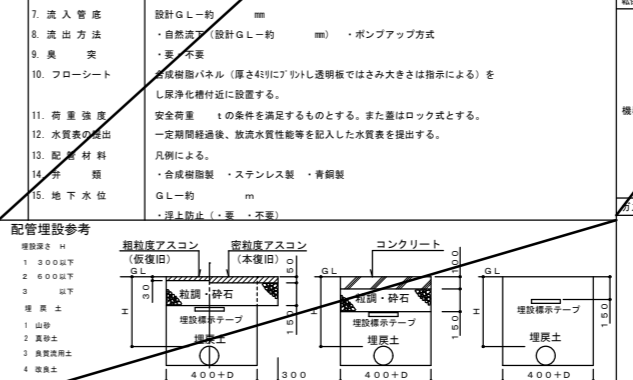 7. 流入管底 設計GL－約 mm
8. 流出方法 ・自然流下（設計GL－約 mm） ・ポンプアップ方式
9. 臭突 ・要・不要
10. フローシート 合成樹脂パネル（厚さ4ミリにプリントし透明板ではさみ大きさは指示による）を
し尿浄化槽付近に設置する。
11. 荷重強度 安全荷重 tの条件を満足するものとする。また蓋はロック式とする。
12. 水質表の提出 一定期間経過後、放流水質性能等を記入した水質表を提出する。
13. 配管材料 凡例による。
14. 弁類 ・合成樹脂製 ・ステンレス製 ・青銅製
15. 地下水位 GL－約 m
・浮上防止（・要 ・不要）
配管埋設参考
埋設深さ H
1 300以下
2 600以下
3 以下
埋戻土
1 山砂
2 真砂土
3 良質流用土
4 改良土
粗粒度アスコン 密粒度アスコン コンクリート
（仮復旧） （本復旧）
GL GL GL
50 100
30
粒調・砕石 粒調・砕石
150 150 150
埋設標示テープ 埋設標示テープ 埋設標示テープ
H H H
埋戻土 埋戻土 埋戻土
400+D 300 400+D 400+D
機